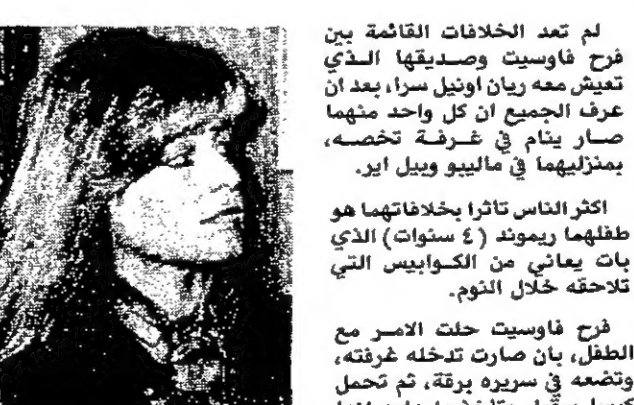 لم تعد الخلافات القائمة بين
فرح فاوسيت وصديقها الذي
تعيش معه ريان اونيل سرا، بعد ان
عرف الجميع ان كل واحد منهما
صار ينام في غرفة تخصه،
بمنزليهما في ماليبو وبيل اير.
اكثر الناس تاثرا بخلافاتهما هو
طفلهما ريموند (٤ سنوات) الذي
بات يعاني من الكوابيس التي
تلاحقه خلال النوم.
فرح فاوسيت حلت الامر مع
الطفل، بان صارت تدخله غرفته،
وتضعه في سريره برقة، ثم تحمل